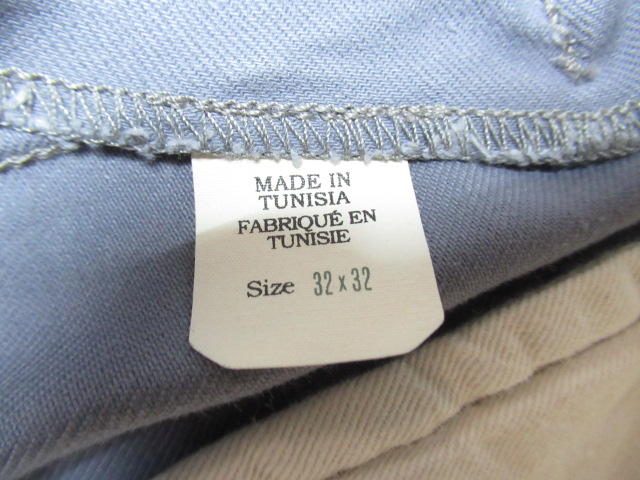 MADE IN
TUNISIA
FABRIQUÉ EN
TUNISIE
Size 32 x 32